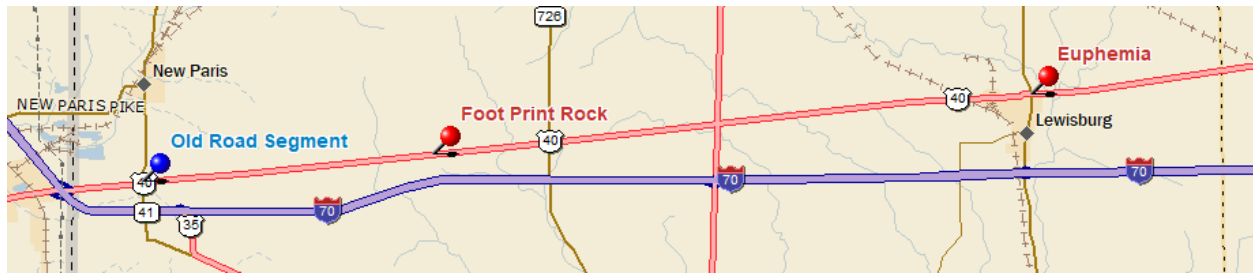 726
Euphemia
New Paris
NEW PARIS PIKE
40
Foot Print Rock
40
Lewisburg
Old Road Segment
40
70
70
41
70
35